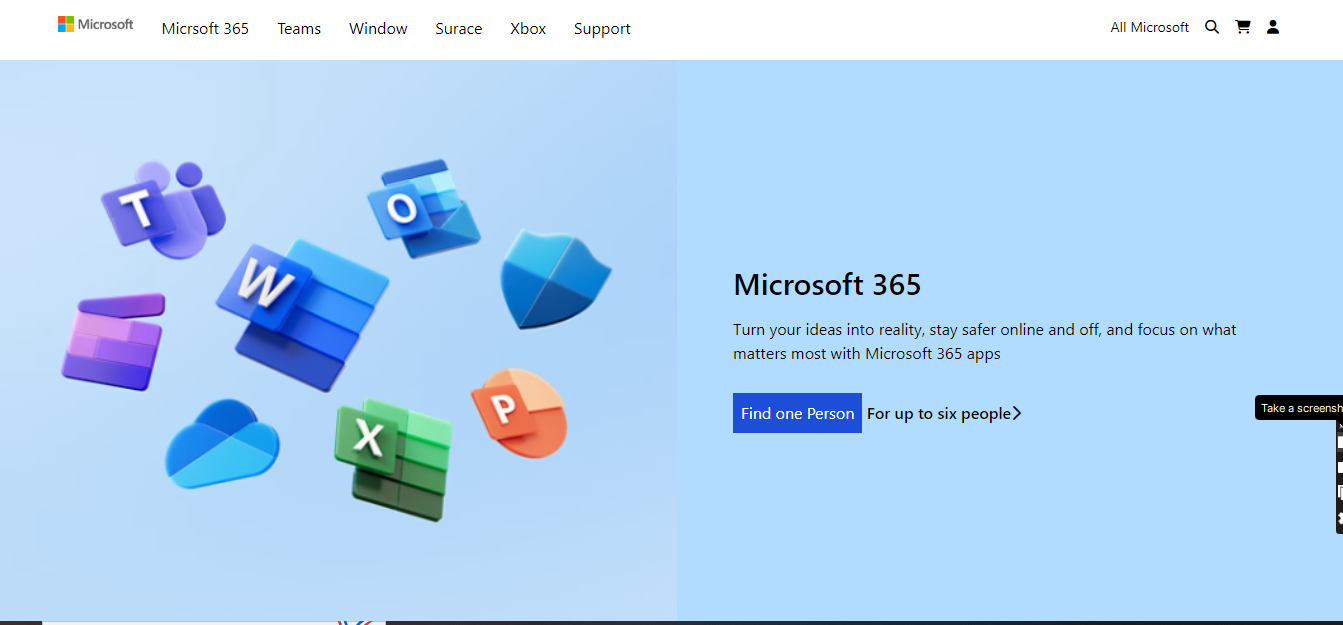 Microsoft
Micrsoft 365
Teams
Window
Surace
Xbox
Support
All Microsoft
T
O
W
X
P
Microsoft 365
Turn your ideas into reality, stay safer online and off, and focus on what
matters most with Microsoft 365 apps
Find one Person
For up to six people
Take a screensh